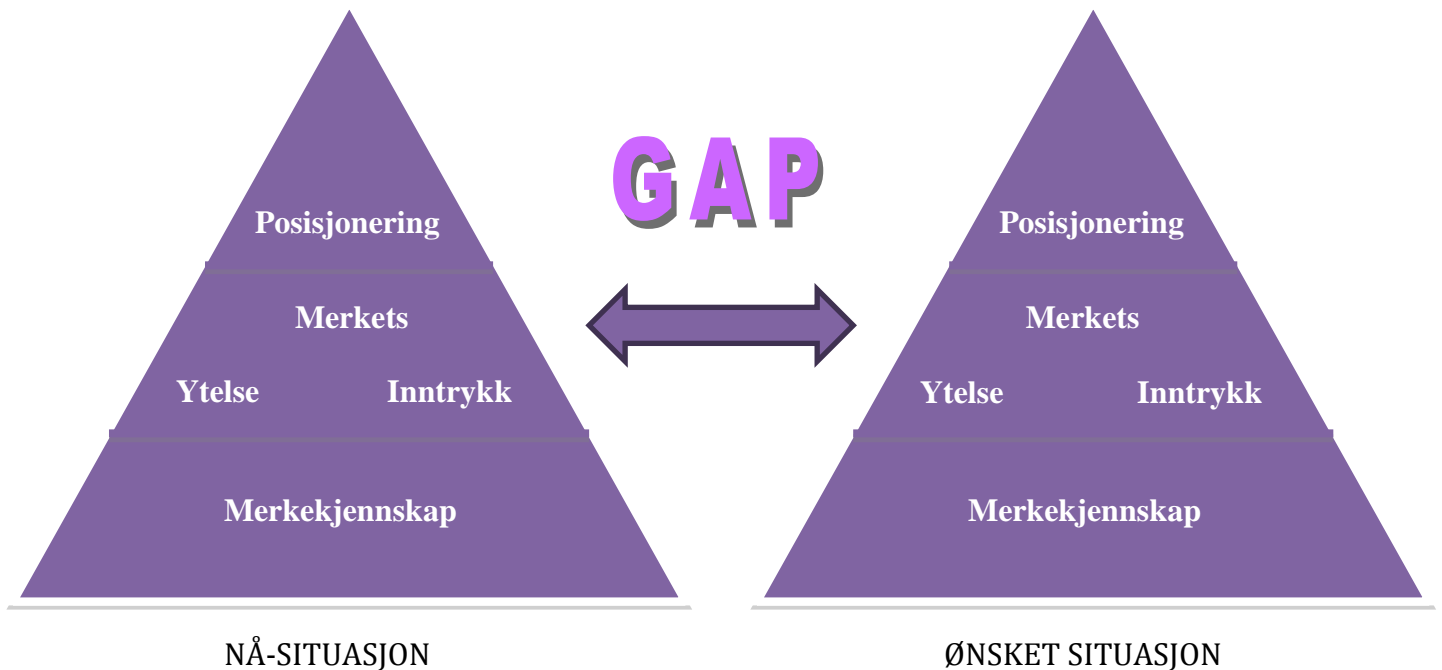 GAP
Posisjonering
Merkets
Ytelse Inntrykk
Merkekjennskap
NÅ-SITUASJON
Posisjonering
Merkets
Ytelse Inntrykk
Merkekjennskap
ØNSKET SITUASJON